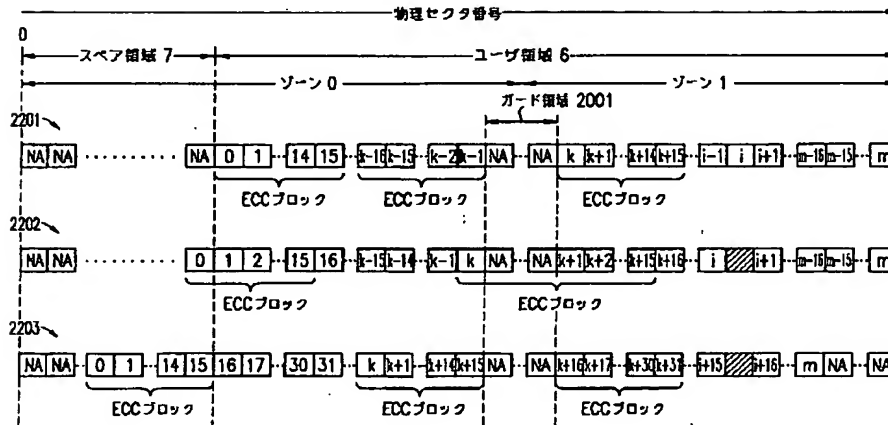 物理セクタ番号
0
スペア領域 7 ユーザ領域 6
ゾーン 0 ゾーン 1
ガード領域 2001
2201
NA NA ········· NA 0 1 14 15 k-16 k-15 k-2 k-1 NA NA k k+1 k+14 k+15 i-1 i i+1 m-16 m-15 m
ECCブロック ECCブロック ECCブロック
2202
NA NA ········· 0 1 2 15 16 k-15 k-14 k-1 k NA NA k+1 k+2 k+15 k+16 i i+1 m-16 m-15 m
ECCブロック ECCブロック
2203
NA NA 0 1 14 15 16 17 30 31 k k+1 k+14 k+15 NA NA k+16 k+17 k+30 k+31 i+15 i+16 m NA NA
ECCブロック ECCブロック ECCブロック